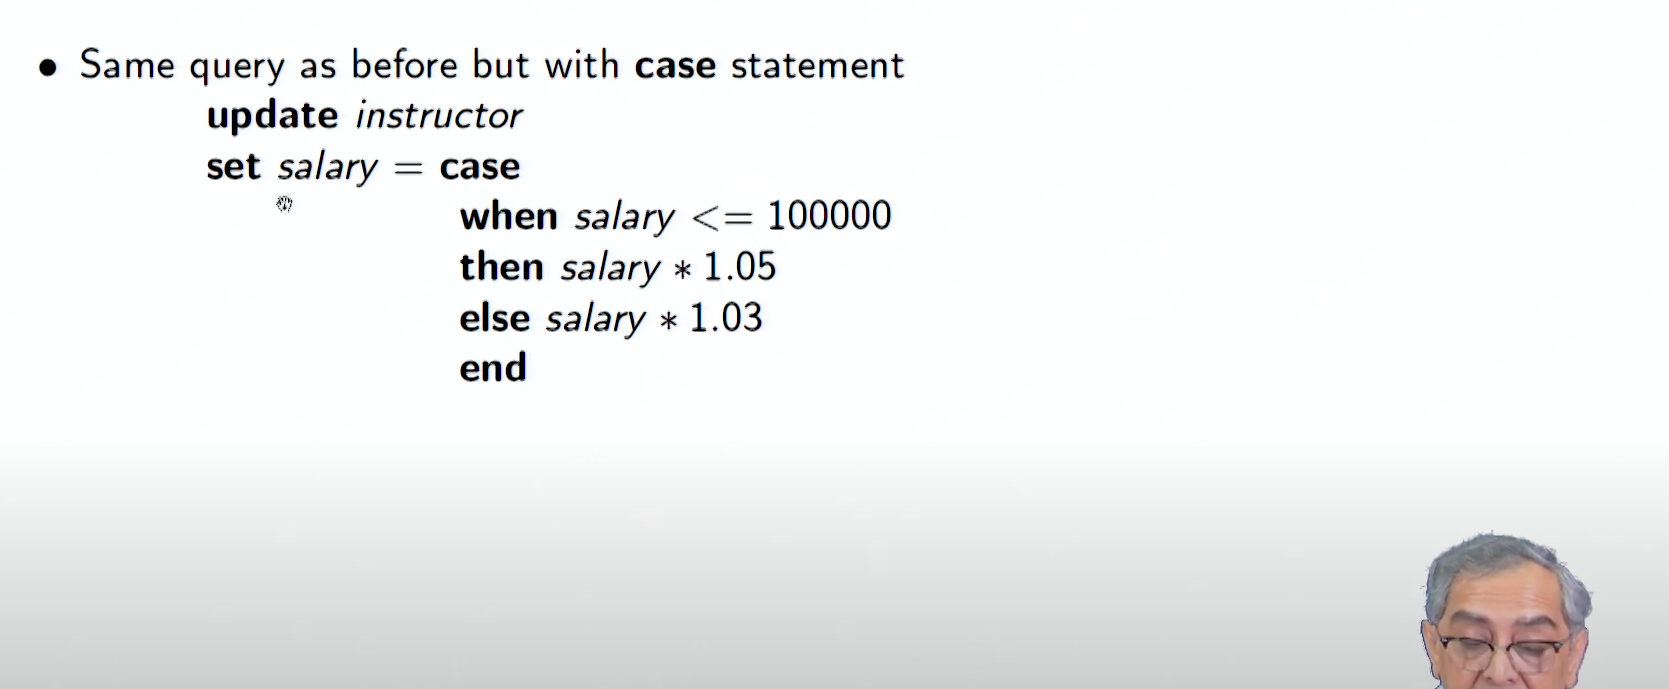 • Same query as before but with case statement
update instructor
set salary = case
when salary <= 100000
then salary * 1.05
else salary * 1.03
end